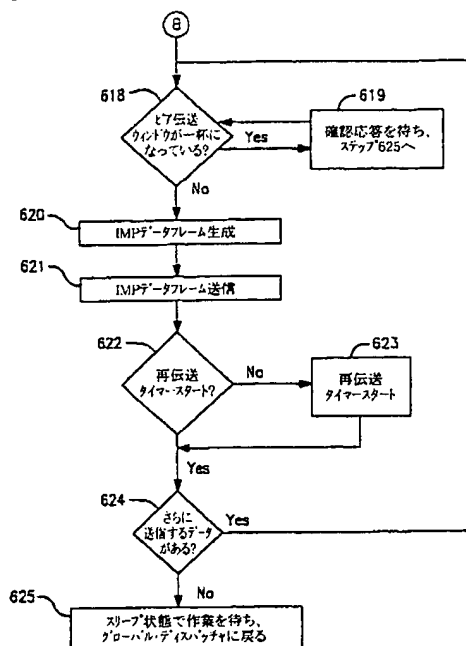 8
618
ピア伝送
ウィンドウが一杯に
なっている?
Yes
No
619
確認応答を待ち、
ステップ625へ
620
IMPデータフレーム生成
621
IMPデータフレーム送信
622
再伝送
タイマー・スタート?
No
Yes
623
再伝送
タイマースタート
624
さらに
送信するデータ
がある?
Yes
No
625
スリープ状態で作業を待ち、
グローバル・ディスパッチャに戻る